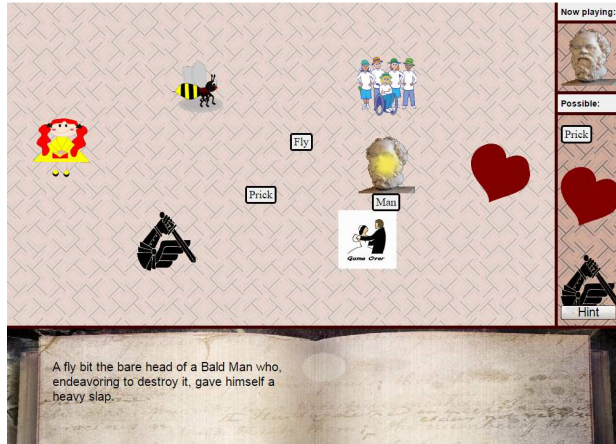 Now playing:
Possible:
Prick
Hint
Fly
Prick
Man
Game Over
A fly bit the bare head of a Bald Man who,
endeavoring to destroy it, gave himself a
heavy slap.